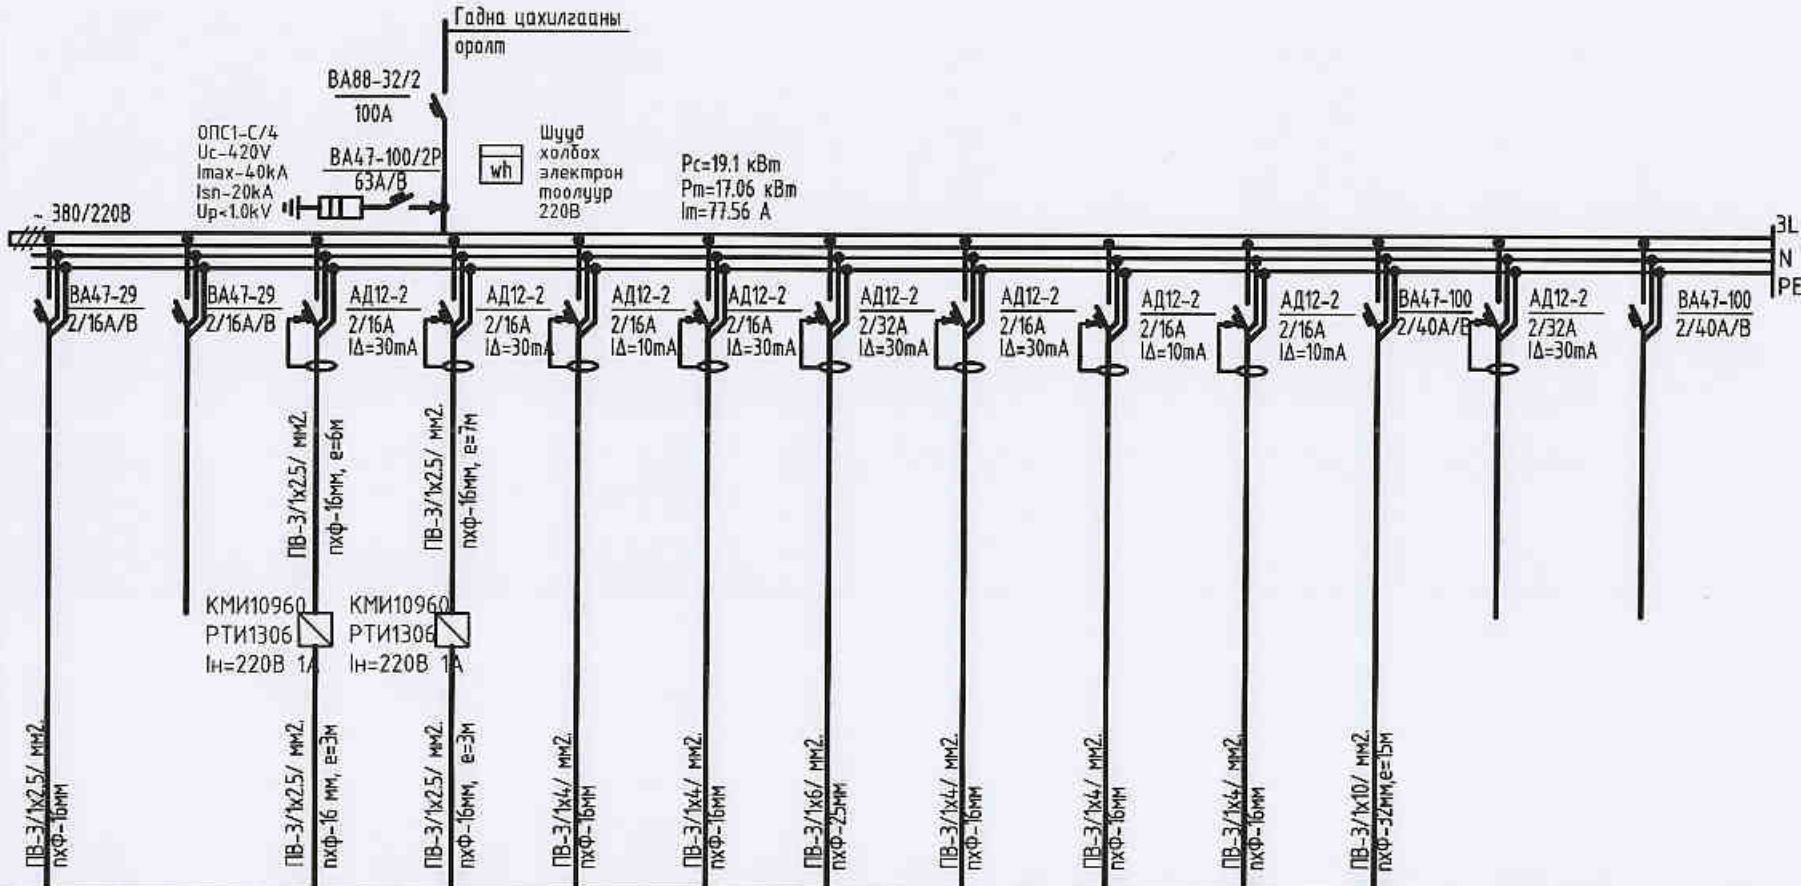 Гадна цахилгааны
оролт
ВА88-32/2
100А
ОПС1-С/4
Uc-420V
Imax-40kA
Isn-20kA
Up<1.0kV
ВА47-100/2Р
63А/В
wh
Шууд
холбох
электрон
тоолуур
220В
Рс=19.1 кВт
Рт=17.06 кВт
Iт=77.56 А
~ 380/220В
3L
N
PE
ВА47-29
2/16А/В
ВА47-29
2/16А/В
АД12-2
2/16А
IΔ=30mA
АД12-2
2/16А
IΔ=30mA
АД12-2
2/16А
IΔ=10mA
АД12-2
2/16А
IΔ=30mA
АД12-2
2/32А
IΔ=30mA
АД12-2
2/16А
IΔ=30mA
АД12-2
2/16А
IΔ=10mA
АД12-2
2/16А
IΔ=10mA
ВА47-100
2/40А/В
АД12-2
2/32А
IΔ=30mA
ВА47-100
2/40А/В
ПВ-3/1х2.5/ мм2.
пхф-16мм, е=6м
ПВ-3/1х2.5/ мм2.
пхф-16мм, е=7м
КМИ10960
РТИ1306
Iн=220В 1А
КМИ10960
РТИ1306
Iн=220В 1А
ПВ-3/1х2.5/ мм2.
пхФ-16мм
ПВ-3/1х2.5/ мм2.
пхф-16 мм, е=3м
ПВ-3/1х2.5/ мм2.
пхФ-16мм, е=3м
ПВ-3/1х4/ мм2.
пхФ-16мм
ПВ-3/1х4/ мм2.
пхФ-16мм
ПВ-3/1х6/ мм2.
пхФ-25мм
ПВ-3/1х4/ мм2.
пхФ-16мм
ПВ-3/1х4/ мм2.
пхФ-16мм
ПВ-3/1х4/ мм2.
пхФ-16мм
ПВ-3/1х10/ мм2.
пхФ-32мм,е=15м